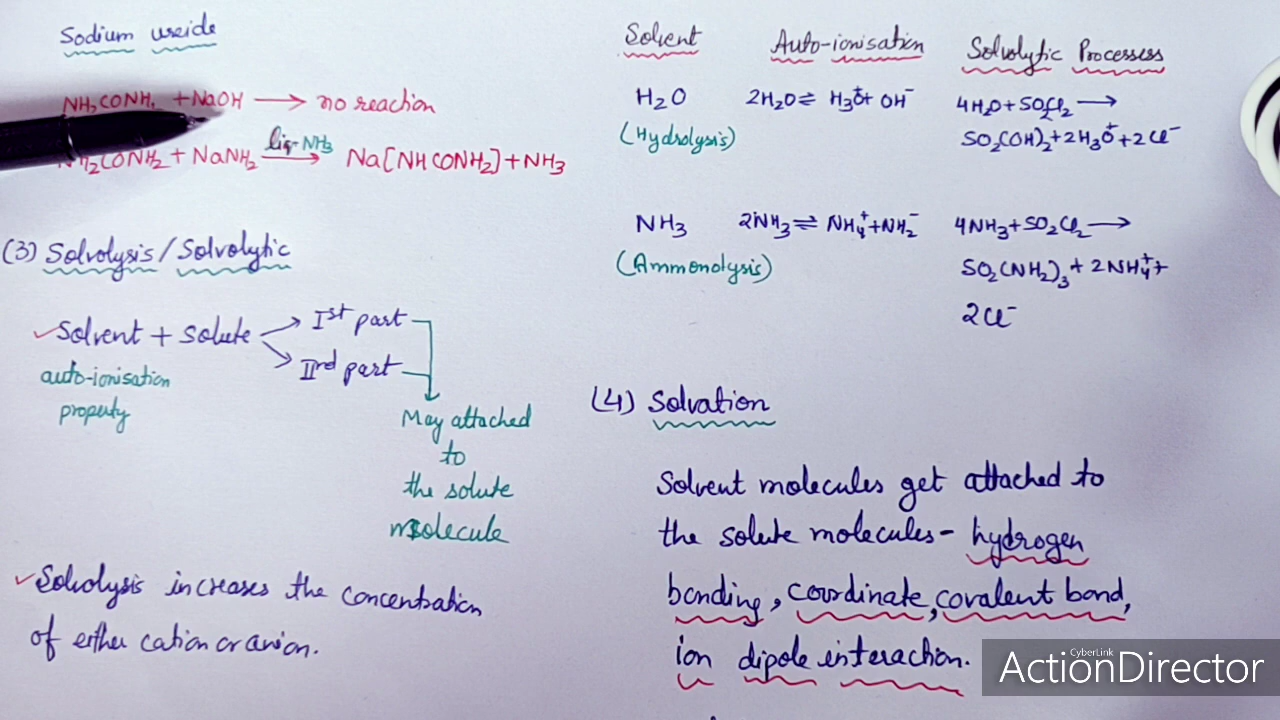 Sodium ureide
NH2CONH2 + NaOH ⟶ no reaction
NH2CONH2 + NaNH2 liq. NH3 ⟶ Na[NHCONH2] + NH3
(3) Solvolysis / Solvolytic
✓Solvent + solute
Ist part
IInd part
auto-ionisation
property
May attached
to
the solute
molecule
✓Solvolysis increases the concentration
of either cation or anion.
Solvent Auto-ionisation Solvolytic Processess
H2O 2H2O ⇌ H3O+ + OH- 4H2O + SO2Cl2 ⟶
(Hydrolysis) SO2(OH)2 + 2H3O+ + 2Cl-
NH3 2NH3 ⇌ NH4+ + NH2- 4NH3 + SO2Cl2 ⟶
(Ammonolysis) SO2(NH2)3 + 2NH4+ +
2Cl-
(4) Solvation
Solvent molecules get attached to
the solute molecules - hydrogen
bonding, coordinate, covalent bond,
ion dipole interaction.
CyberLink
ActionDirector